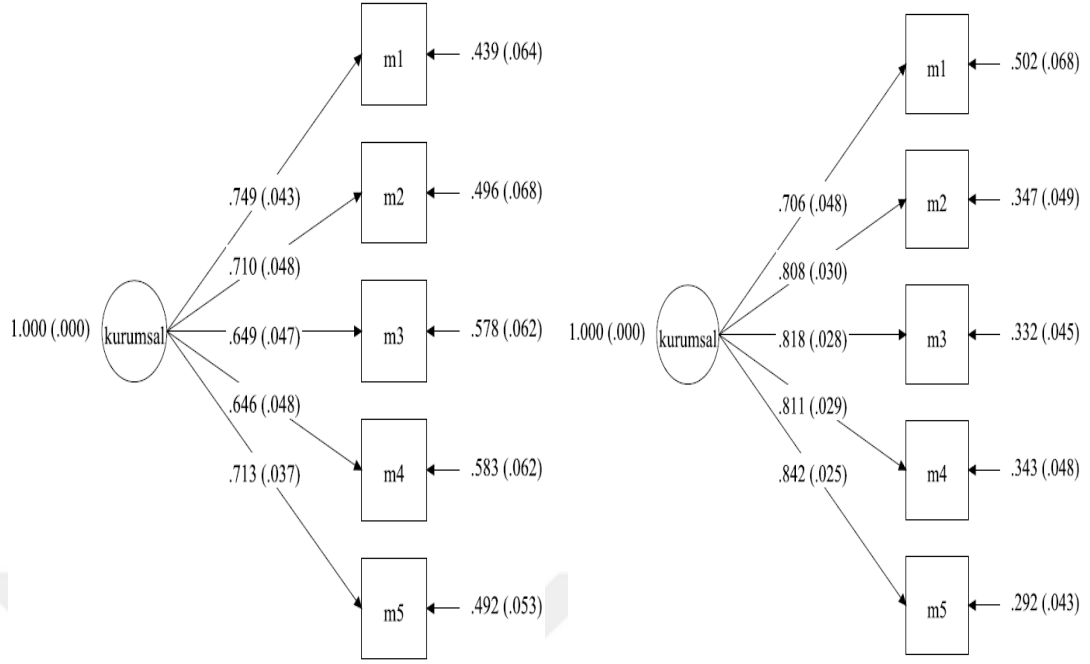 m1
.439 (.064)
.749 (.043)
m2
.496 (.068)
.710 (.048)
1.000 (.000)
kurumsal
.649 (.047)
m3
.578 (.062)
.646 (.048)
m4
.583 (.062)
.713 (.037)
m5
.492 (.053)
m1
.502 (.068)
.706 (.048)
m2
.347 (.049)
.808 (.030)
1.000 (.000)
kurumsal
.818 (.028)
m3
.332 (.045)
.811 (.029)
m4
.343 (.048)
.842 (.025)
m5
.292 (.043)